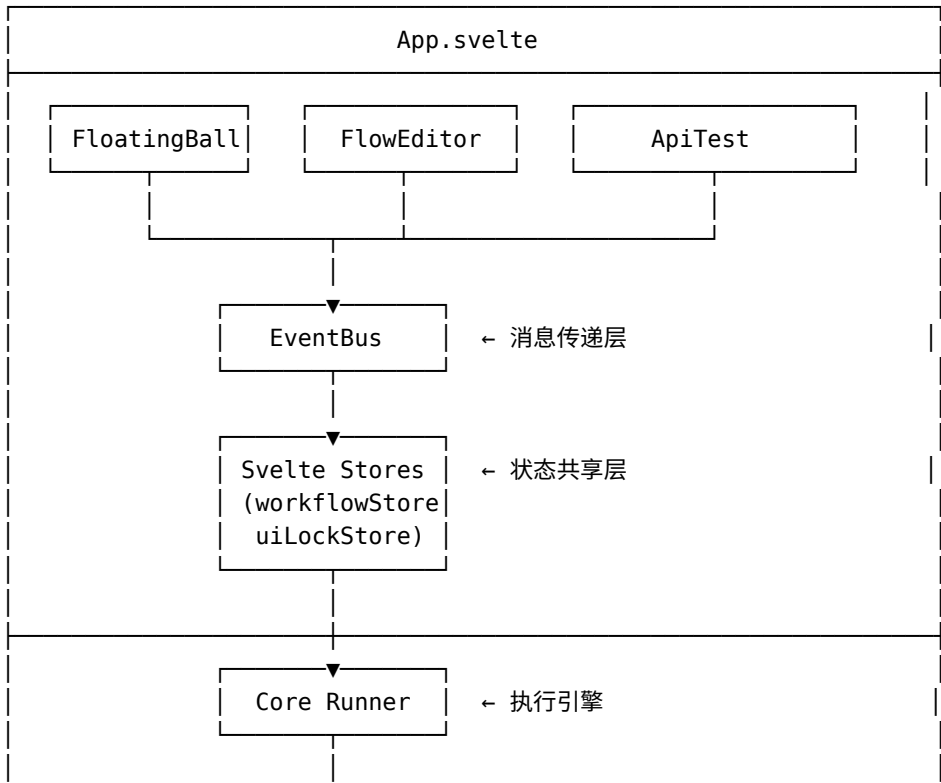 App.svelte
FloatingBall FlowEditor ApiTest
EventBus ← 消息传递层
Svelte Stores ← 状态共享层
(workflowStore
uiLockStore)
Core Runner ← 执行引擎